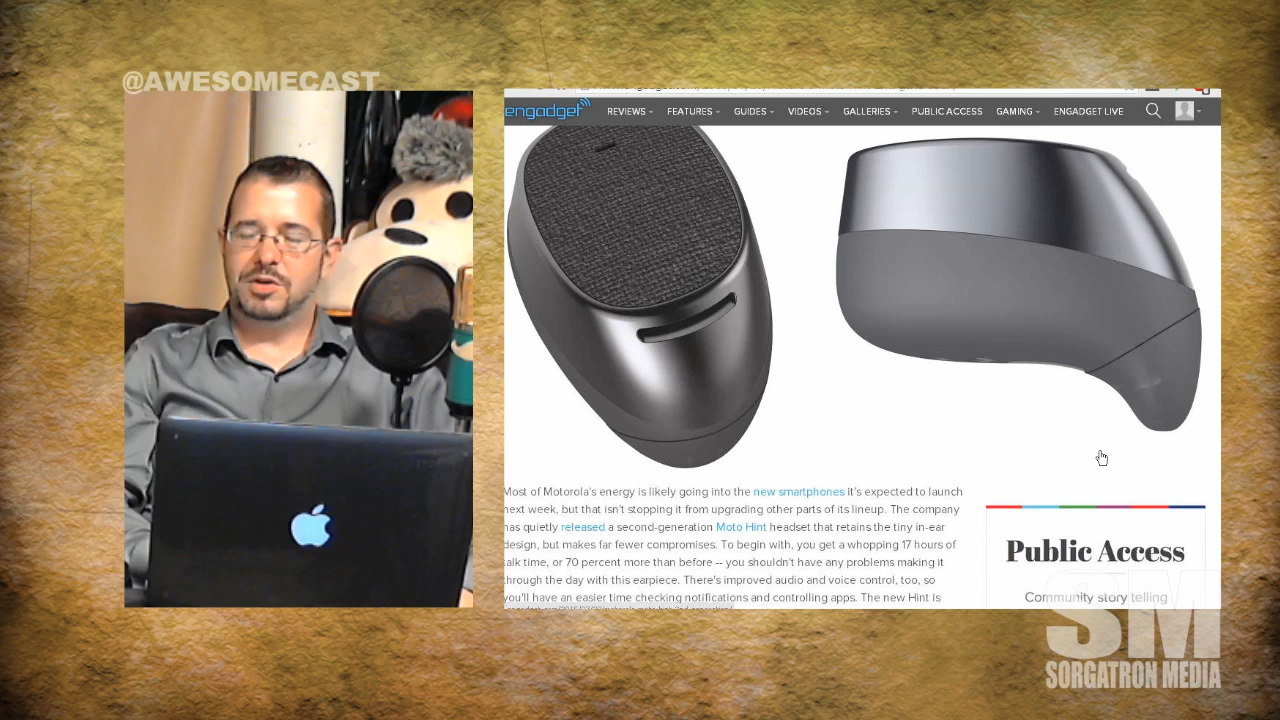 @AWESOMECAST
engadget
REVIEWS
FEATURES
GUIDES
VIDEOS
GALLERIES
PUBLIC ACCESS
GAMING
ENGADGET LIVE
Most of Motorola's energy is likely going into the new smartphones it's expected to launch
next week, but that isn't stopping it from upgrading other parts of its lineup. The company
has quietly released a second-generation Moto Hint headset that retains the tiny in-ear
design, but makes far fewer compromises. To begin with, you get a whopping 17 hours of
talk time, or 70 percent more than before -- you shouldn't have any problems making it
through the day with this earpiece. There's improved audio and voice control, too, so
you'll have an easier time checking notifications and controlling apps. The new Hint is
Public Access
Community story telling
SM
SORGATRON MEDIA